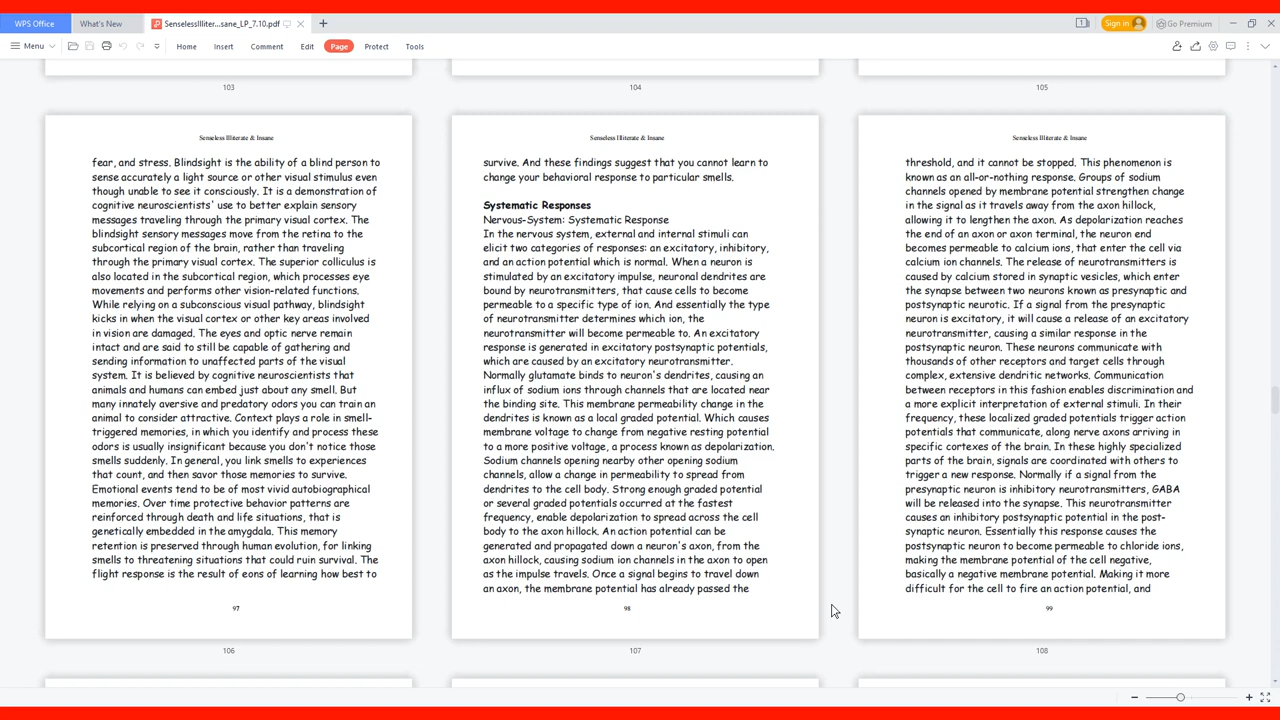 WPS Office
What's New
SenselessIlliter...sane_LP_7.10.pdf
1
Sign in
Go Premium
Menu
Home
Insert
Comment
Edit
Page
Protect
Tools
103
104
105
Senseless Illiterate & Insane
fear, and stress. Blindsight is the ability of a blind person to
sense accurately a light source or other visual stimulus even
though unable to see it consciously. It is a demonstration of
cognitive neuroscientists' use to better explain sensory
messages traveling through the primary visual cortex. The
blindsight sensory messages move from the retina to the
subcortical region of the brain, rather than traveling
through the primary visual cortex. The superior colliculus is
also located in the subcortical region, which processes eye
movements and performs other vision-related functions.
While relying on a subconscious visual pathway, blindsight
kicks in when the visual cortex or other key areas involved
in vision are damaged. The eyes and optic nerve remain
intact and are said to still be capable of gathering and
sending information to unaffected parts of the visual
system. It is believed by cognitive neuroscientists that
animals and humans can embed just about any smell. But
many innately aversive and predatory odors you can train an
animal to consider attractive. Context plays a role in smell-
triggered memories, in which you identify and process these
odors is usually insignificant because you don't notice those
smells suddenly. In general, you link smells to experiences
that count, and then savor those memories to survive.
Emotional events tend to be of most vivid autobiographical
memories. Over time protective behavior patterns are
reinforced through death and life situations, that is
genetically embedded in the amygdala. This memory
retention is preserved through human evolution, for linking
smells to threatening situations that could ruin survival. The
flight response is the result of eons of learning how best to
97
106
Senseless Illiterate & Insane
survive. And these findings suggest that you cannot learn to
change your behavioral response to particular smells.
Systematic Responses
Nervous-System: Systematic Response
In the nervous system, external and internal stimuli can
elicit two categories of responses: an excitatory, inhibitory,
and an action potential which is normal. When a neuron is
stimulated by an excitatory impulse, neuronal dendrites are
bound by neurotransmitters, that cause cells to become
permeable to a specific type of ion. And essentially the type
of neurotransmitter determines which ion, the
neurotransmitter will become permeable to. An excitatory
response is generated in excitatory postsynaptic potentials,
which are caused by an excitatory neurotransmitter.
Normally glutamate binds to neuron's dendrites, causing an
influx of sodium ions through channels that are located near
the binding site. This membrane permeability change in the
dendrites is known as a local graded potential. Which causes
membrane voltage to change from negative resting potential
to a more positive voltage, a process known as depolarization.
Sodium channels opening nearby other opening sodium
channels, allow a change in permeability to spread from
dendrites to the cell body. Strong enough graded potential
or several graded potentials occurred at the fastest
frequency, enable depolarization to spread across the cell
body to the axon hillock. An action potential can be
generated and propagated down a neuron's axon, from the
axon hillock, causing sodium ion channels in the axon to open
as the impulse travels. Once a signal begins to travel down
an axon, the membrane potential has already passed the
98
107
Senseless Illiterate & Insane
threshold, and it cannot be stopped. This phenomenon is
known as an all-or-nothing response. Groups of sodium
channels opened by membrane potential strengthen change
in the signal as it travels away from the axon hillock,
allowing it to lengthen the axon. As depolarization reaches
the end of an axon or axon terminal, the neuron end
becomes permeable to calcium ions, that enter the cell via
calcium ion channels. The release of neurotransmitters is
caused by calcium stored in synaptic vesicles, which enter
the synapse between two neurons known as presynaptic and
postsynaptic neurotic. If a signal from the presynaptic
neuron is excitatory, it will cause a release of an excitatory
neurotransmitter, causing a similar response in the
postsynaptic neuron. These neurons communicate with
thousands of other receptors and target cells through
complex, extensive dendritic networks. Communication
between receptors in this fashion enables discrimination and
a more explicit interpretation of external stimuli. In their
frequency, these localized graded potentials trigger action
potentials that communicate, along nerve axons arriving in
specific cortexes of the brain. In these highly specialized
parts of the brain, signals are coordinated with others to
trigger a new response. Normally if a signal from the
presynaptic neuron is inhibitory neurotransmitters, GABA
will be released into the synapse. This neurotransmitter
causes an inhibitory postsynaptic potential in the post-
synaptic neuron. Essentially this response causes the
postsynaptic neuron to become permeable to chloride ions,
making the membrane potential of the cell negative,
basically a negative membrane potential. Making it more
difficult for the cell to fire an action potential, and
99
108